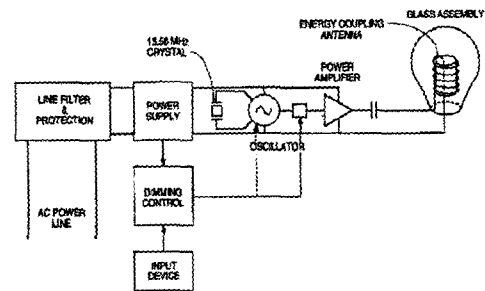 GLASS ASSEMBLY
ENERGY COUPLING
ANTENNA
13.56 MHz
CRYSTAL
POWER
AMPLIFIER
LINE FILTER
&
PROTECTION
POWER
SUPPLY
OSCILLATOR
DIMMING
CONTROL
AC POWER
LINE
INPUT
DEVICE